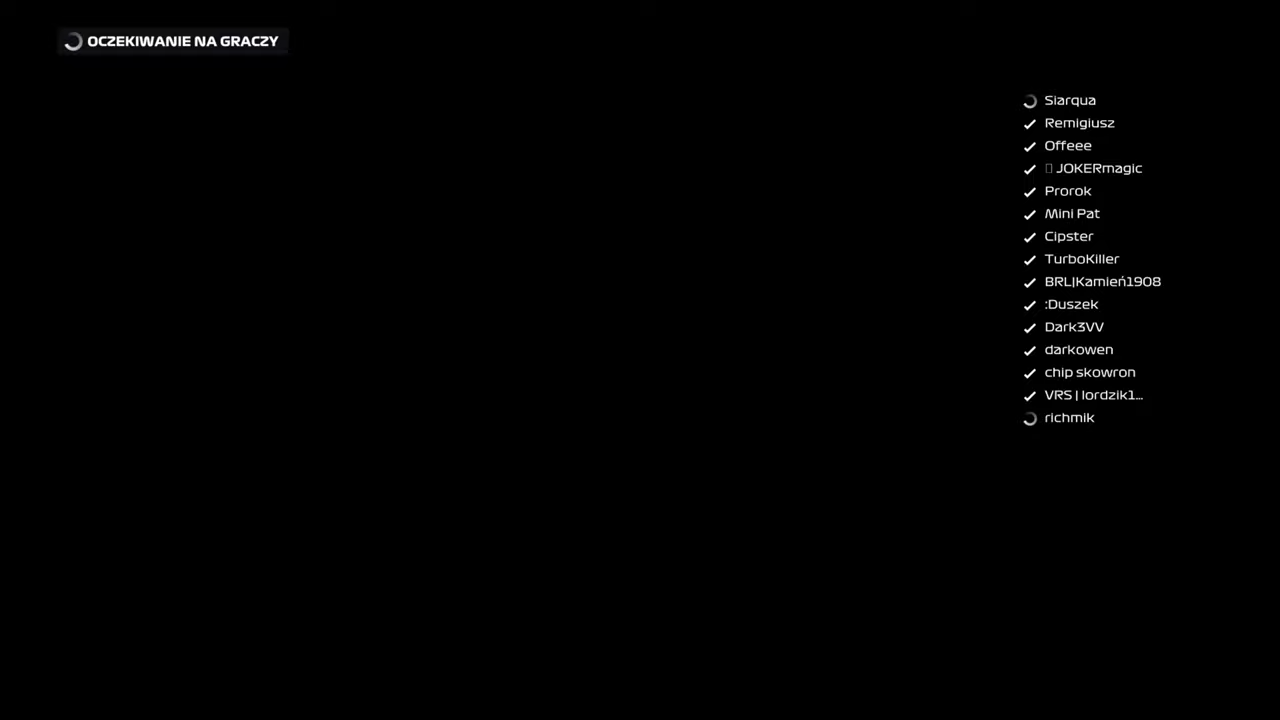 OCZEKIWANIE NA GRACZY
Siarqua
Remigiusz
Offeee
JOKERmagic
Prorok
Mini Pat
Cipster
TurboKiller
BRL|Kamień1908
:Duszek
Dark3VV
darkowen
chip skowron
VRS | lordzik1...
richmik